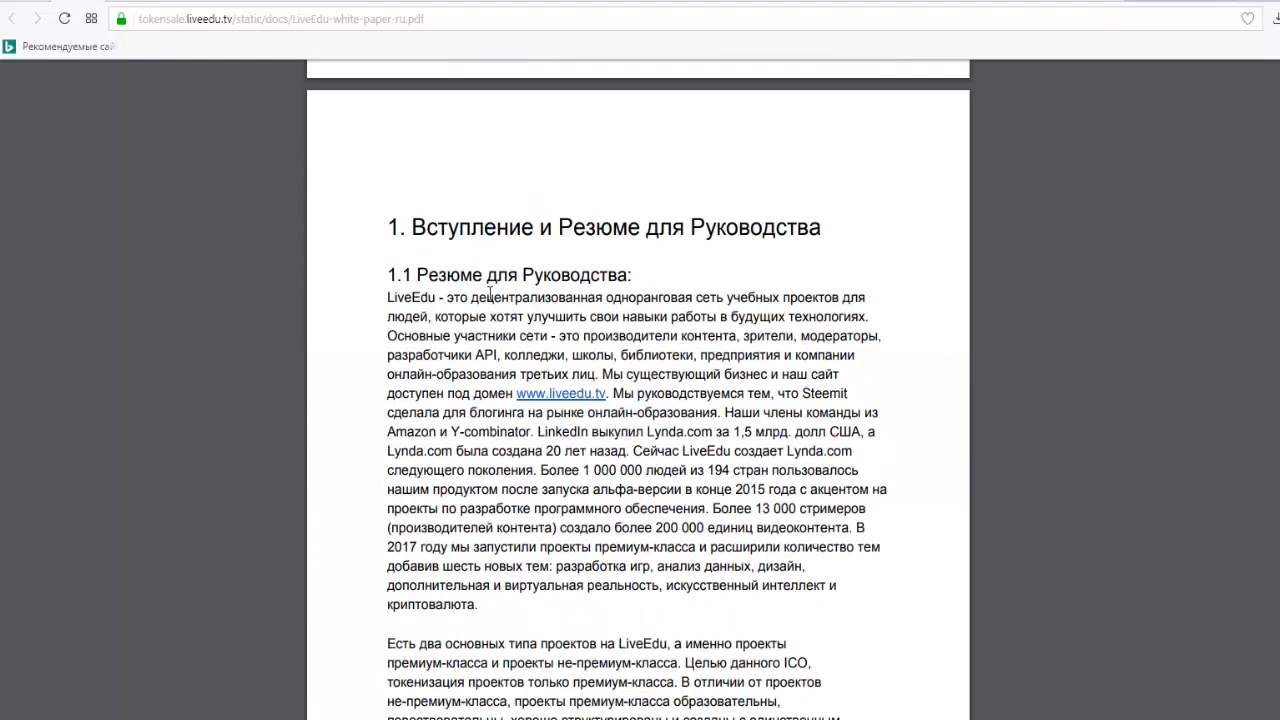 tokensale.liveedu.tv/static/docs/LiveEdu-white-paper-ru.pdf
Рекомендуемые сай
1. Вступление и Резюме для Руководства
1.1 Резюме для Руководства:
LiveEdu - это децентрализованная одноранговая сеть учебных проектов для
людей, которые хотят улучшить свои навыки работы в будущих технологиях.
Основные участники сети - это производители контента, зрители, модераторы,
разработчики API, колледжи, школы, библиотеки, предприятия и компании
онлайн-образования третьих лиц. Мы существующий бизнес и наш сайт
доступен под домен www.liveedu.tv. Мы руководствуемся тем, что Steemit
сделала для блогинга на рынке онлайн-образования. Наши члены команды из
Amazon и Y-combinator. LinkedIn выкупил Lynda.com за 1,5 млрд. долл США, а
Lynda.com была создана 20 лет назад. Сейчас LiveEdu создает Lynda.com
следующего поколения. Более 1 000 000 людей из 194 стран пользовалось
нашим продуктом после запуска альфа-версии в конце 2015 года с акцентом на
проекты по разработке программного обеспечения. Более 13 000 стримеров
(производителей контента) создало более 200 000 единиц видеоконтента. В
2017 году мы запустили проекты премиум-класса и расширили количество тем
добавив шесть новых тем: разработка игр, анализ данных, дизайн,
дополнительная и виртуальная реальность, искусственный интеллект и
криптовалюта.
Есть два основных типа проектов на LiveEdu, а именно проекты
премиум-класса и проекты не-премиум-класса. Целью данного ICO,
токенизация проектов только премиум-класса. В отличии от проектов
не-премиум-класса, проекты премиум-класса образовательны,
повествовательны, хорошо структурированы и созданы с единственным